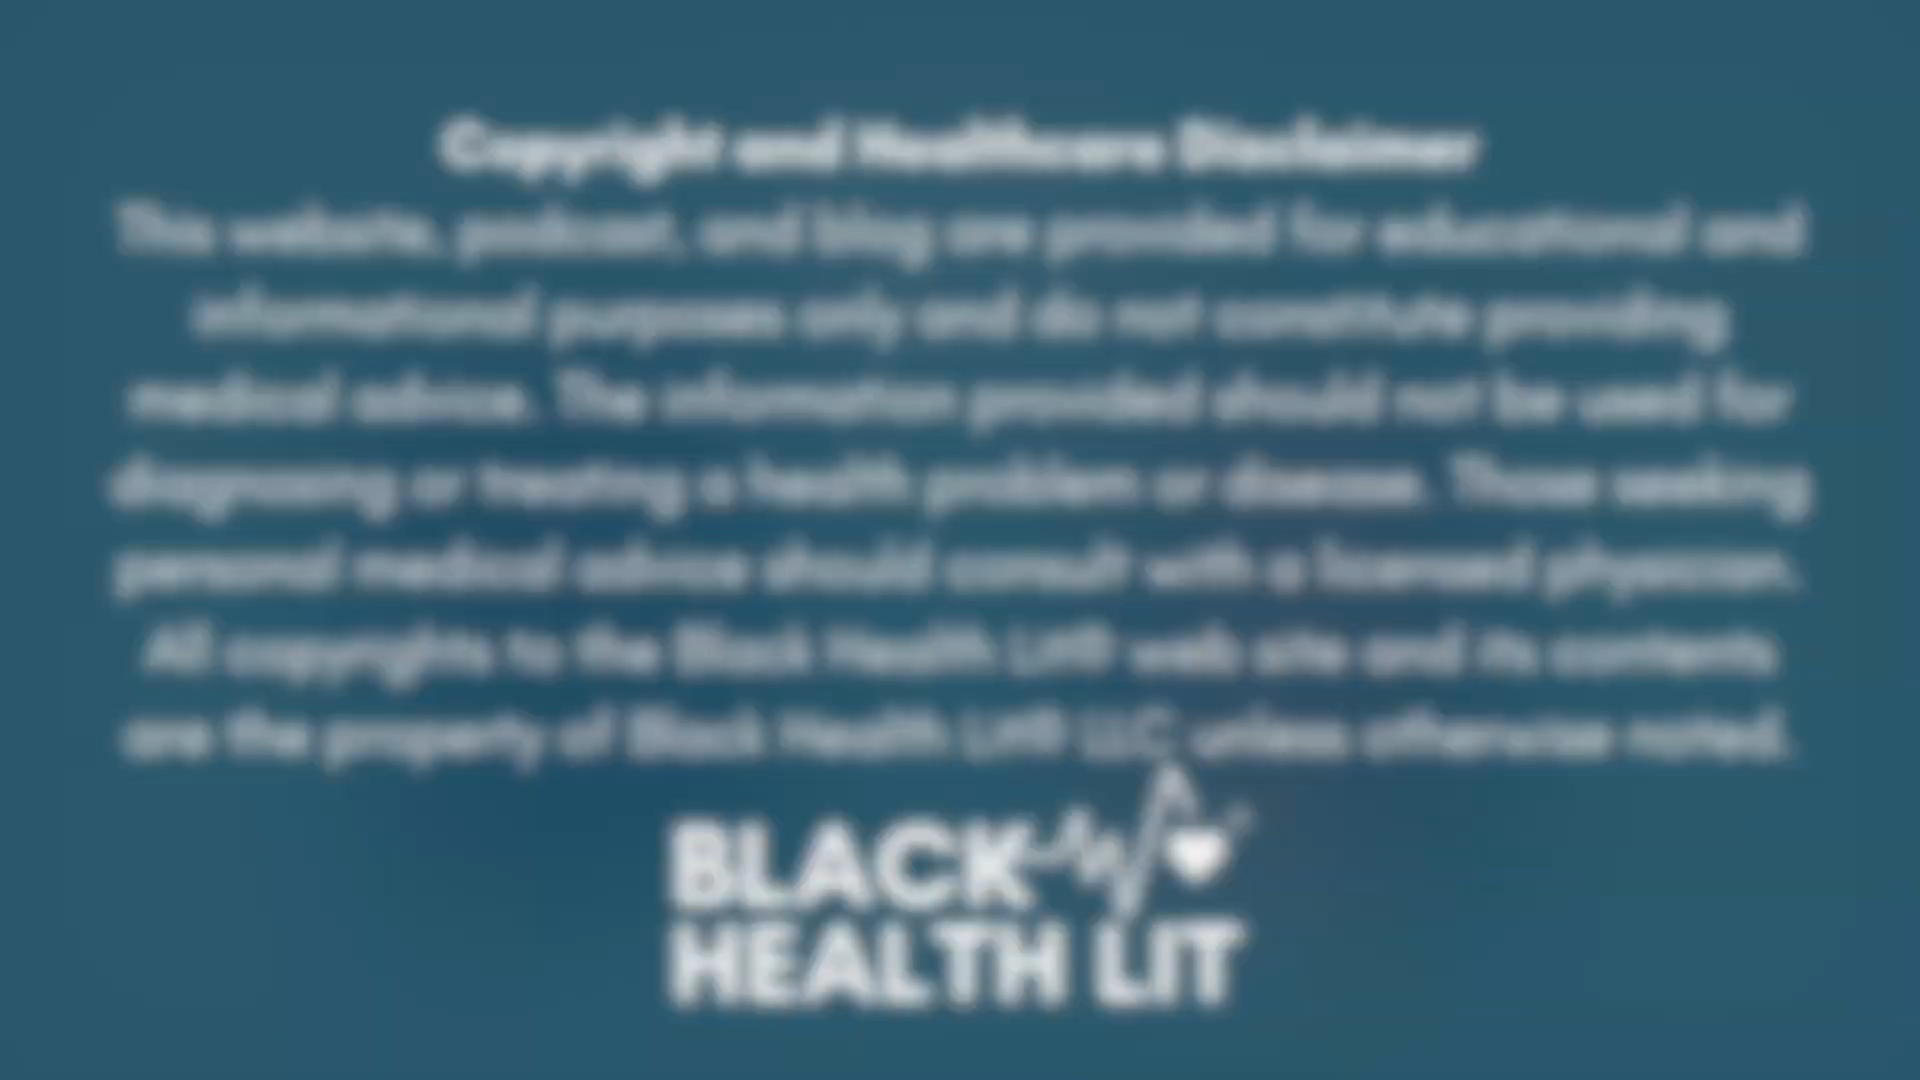 Copyright and Healthcare Disclaimer
This website, podcast, and blog are provided for educational and
informational purposes only and do not constitute providing
medical advice. The information provided should not be used for
diagnosing or treating a health problem or disease. Those seeking
personal medical advice should consult with a licensed physician.
All copyrights to the Black Health web site and its contents
are the property of Black Health LLC unless otherwise noted.
BLACK
HEALTH LIT